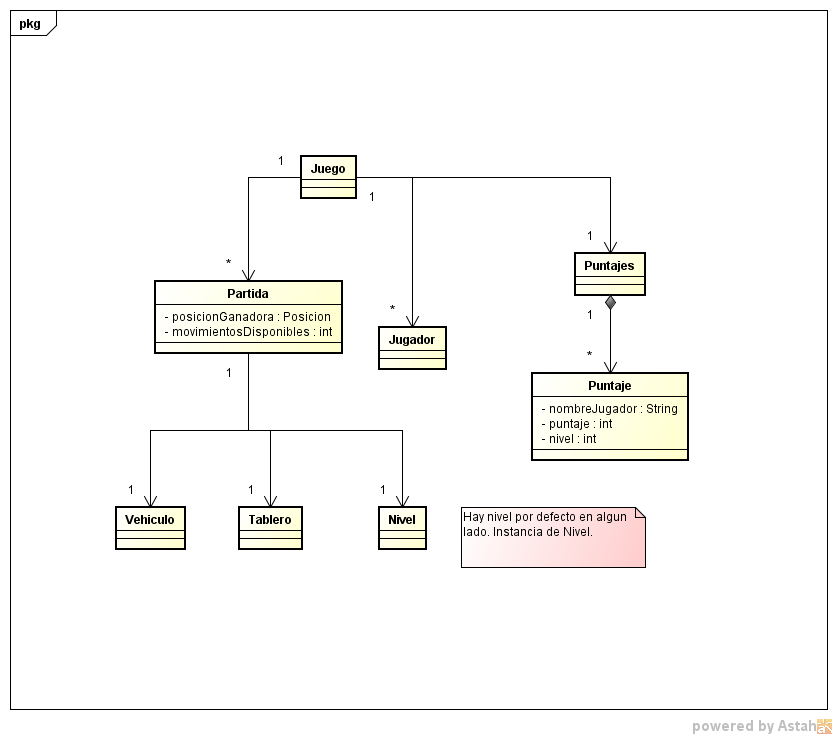 pkg
1
Juego
1
1
*
Puntajes
Partida
- posicionGanadora : Posicion
- movimientosDisponibles : int
*
1
Jugador
*
1
Puntaje
- nombreJugador : String
- puntaje : int
- nivel : int
1
1
1
Vehiculo
Tablero
Nivel
Hay nivel por defecto en algun
lado. Instancia de Nivel.
powered by Astah